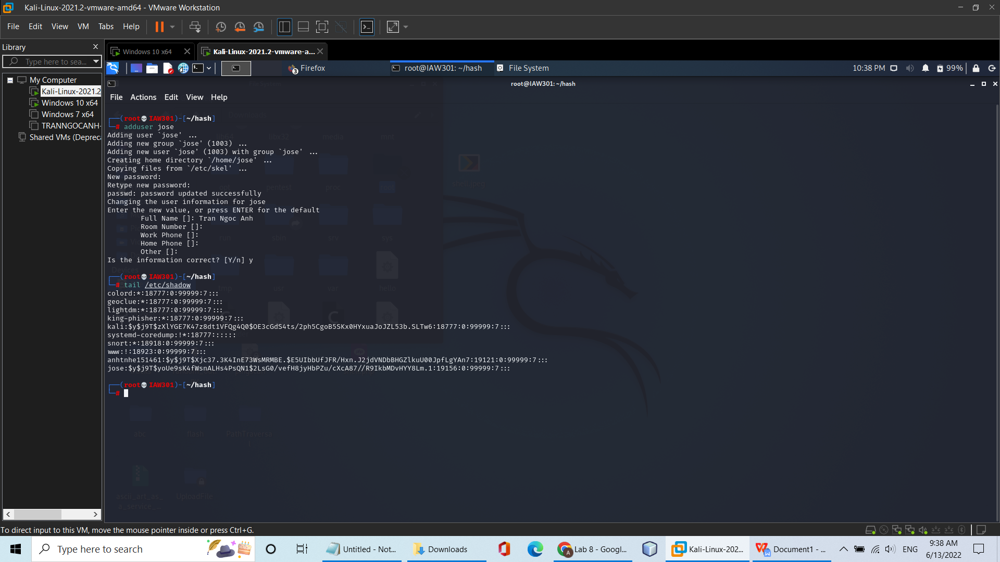 Kali-Linux-2021.2-vmware-amd64 - VMware Workstation
File Edit View VM Tabs Help
Library
Type here to sea...
My Computer
Kali-Linux-2021.2
Windows 10 x64
Windows 7 x64
TRANNGOCANH-
Shared VMs (Depreca
Windows 10 x64
Kali-Linux-2021.2-vmware-a...
3 Firefox
root@IAW301: ~/hash
File System
10:38 PM
99%
root@IAW301: ~/hash
File Actions Edit View Help
┌──(root💀IAW301)-[~/hash]
└─# adduser jose
Adding user `jose' ...
Adding new group `jose' (1003) ...
Adding new user `jose' (1003) with group `jose' ...
Creating home directory `/home/jose' ...
Copying files from `/etc/skel' ...
New password:
Retype new password:
passwd: password updated successfully
Changing the user information for jose
Enter the new value, or press ENTER for the default
Full Name []: Tran Ngoc Anh
Room Number []:
Work Phone []:
Home Phone []:
Other []:
Is the information correct? [Y/n] y
┌──(root💀IAW301)-[~/hash]
└─# tail /etc/shadow
colord:*:18777:0:99999:7:::
geoclue:*:18777:0:99999:7:::
lightdm:*:18777:0:99999:7:::
king-phisher:*:18777:0:99999:7:::
kali:$y$j9T$zXlYGE7K47z8dt1VFQg4Q0$OE3cGdS4ts/2ph5CgoB5SKx0HYxuaJoJZL53b.SLTw6:18777:0:99999:7:::
systemd-coredump:!*:18777::::::
snort:*:18918:0:99999:7:::
www:!:18923:0:99999:7:::
anhtnhe151461:$y$j9T$Xjc37.3K4InE73WsMRMBE.$E5UIbbUfJFR/Hxn.J2jdVNDbBHGZlkuU00JpfLgYAn7:19121:0:99999:7:::
jose:$y$j9T$yoUe9sK4fWsnALHs4PsQN1$2LsG0/vefH8jyHbPZu/cXcA87//R9IkbMDvHYY8Lm.1:19156:0:99999:7:::
┌──(root💀IAW301)-[~/hash]
└─#
abc
flash
PathTraversa
l
ascii_art_as_
a_service_...
UploadFile
To direct input to this VM, move the mouse pointer inside or press Ctrl+G.
Type here to search
Untitled - Not...
Downloads
Lab 8 - Googl...
Kali-Linux-202...
Document1 - ...
ENG
9:38 AM
6/13/2022